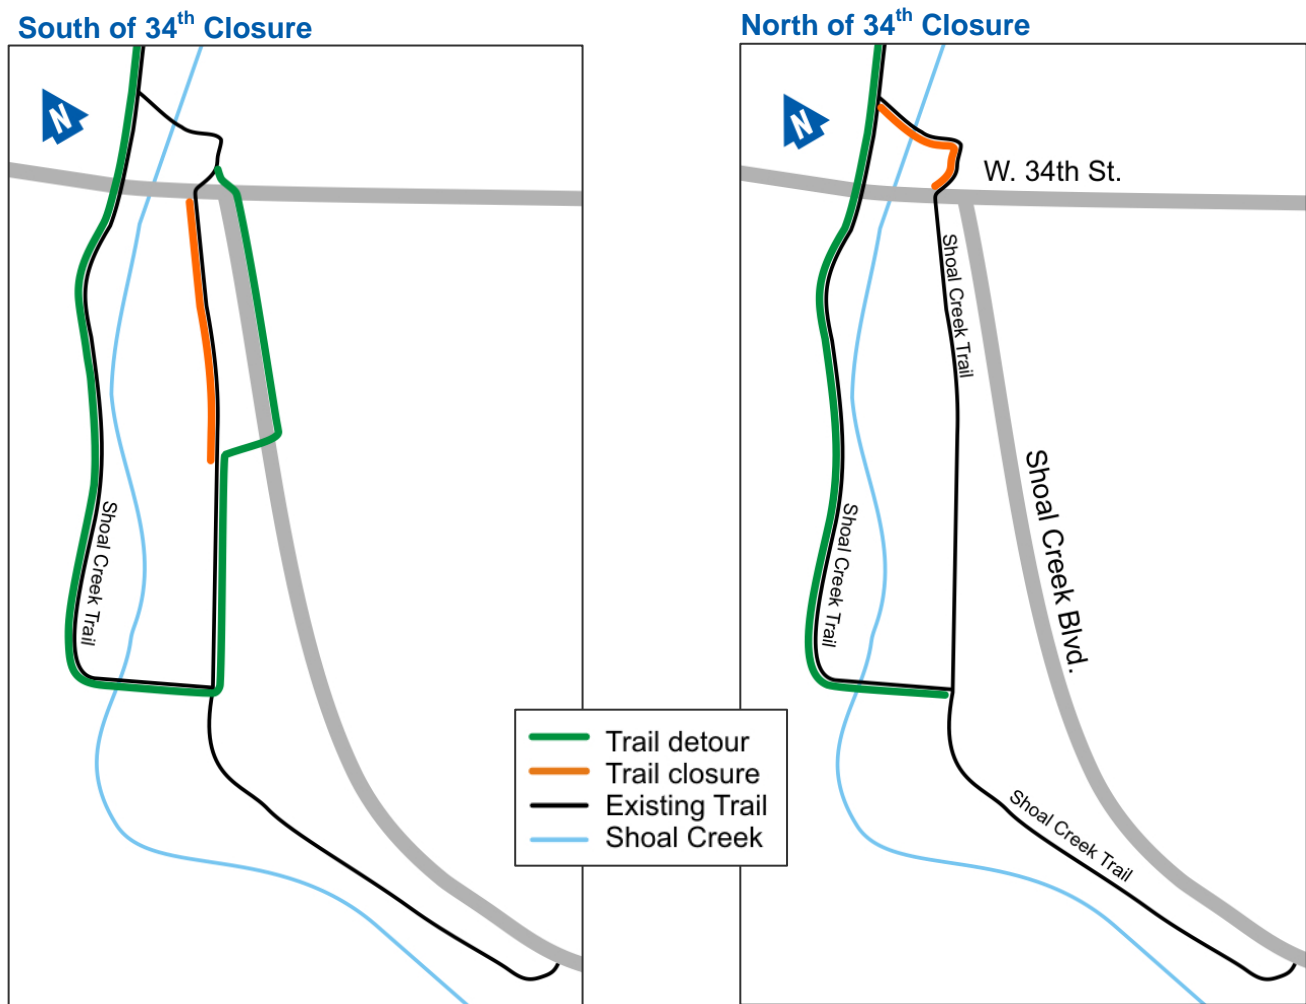 South of 34th Closure
N
Shoal Creek Trail
North of 34th Closure
N
W. 34th St.
Shoal Creek Trail
Shoal Creek Blvd.
Shoal Creek Trail
Shoal Creek Trail
Trail detour
Trail closure
Existing Trail
Shoal Creek